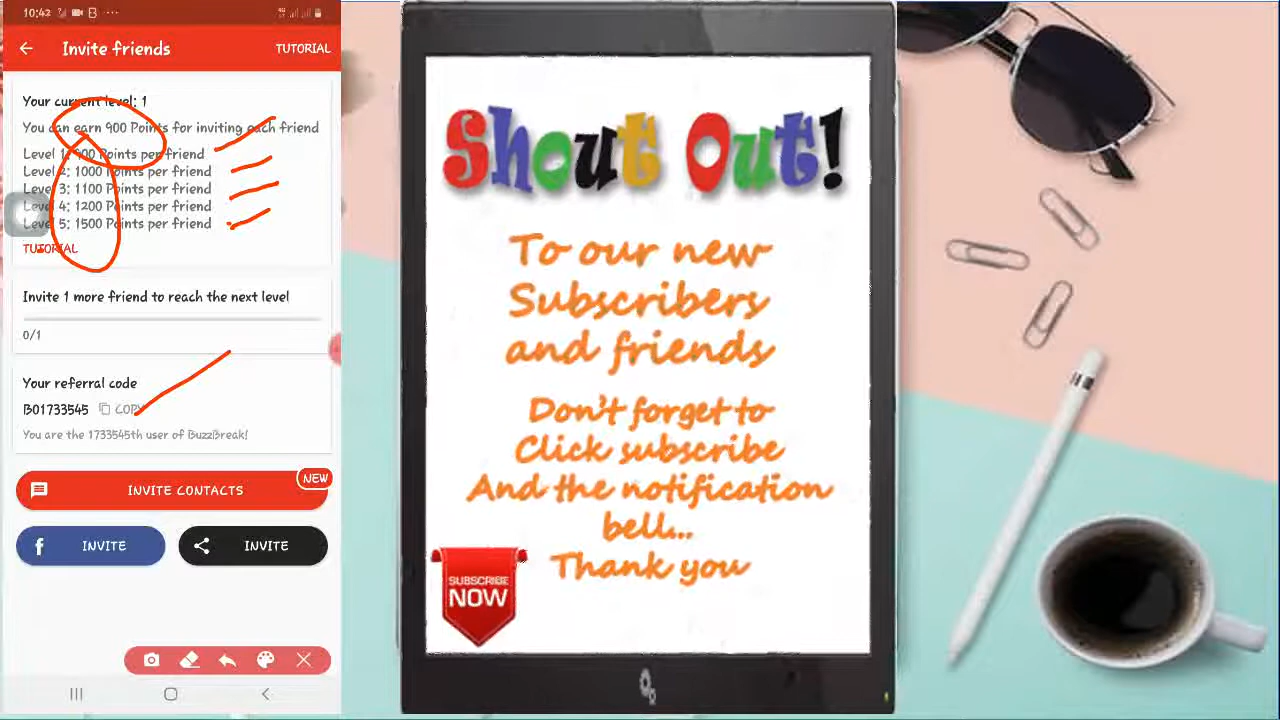 10:42
Invite friends
TUTORIAL
Your current level: 1
You can earn 900 Points for inviting each friend
Level 1: 900 Points per friend
Level 2: 1000 Points per friend
Level 3: 1100 Points per friend
Level 4: 1200 Points per friend
Level 5: 1500 Points per friend
TUTORIAL
Invite 1 more friend to reach the next level
0/1
Your referral code
B01733545 COPY
You are the 1733545th user of BuzzBreak!
NEW
INVITE CONTACTS
INVITE
INVITE
Shout Out!
To our new
Subscribers
and friends
Don't forget to
Click subscribe
And the notification
bell...
Thank you
SUBSCRIBE
NOW